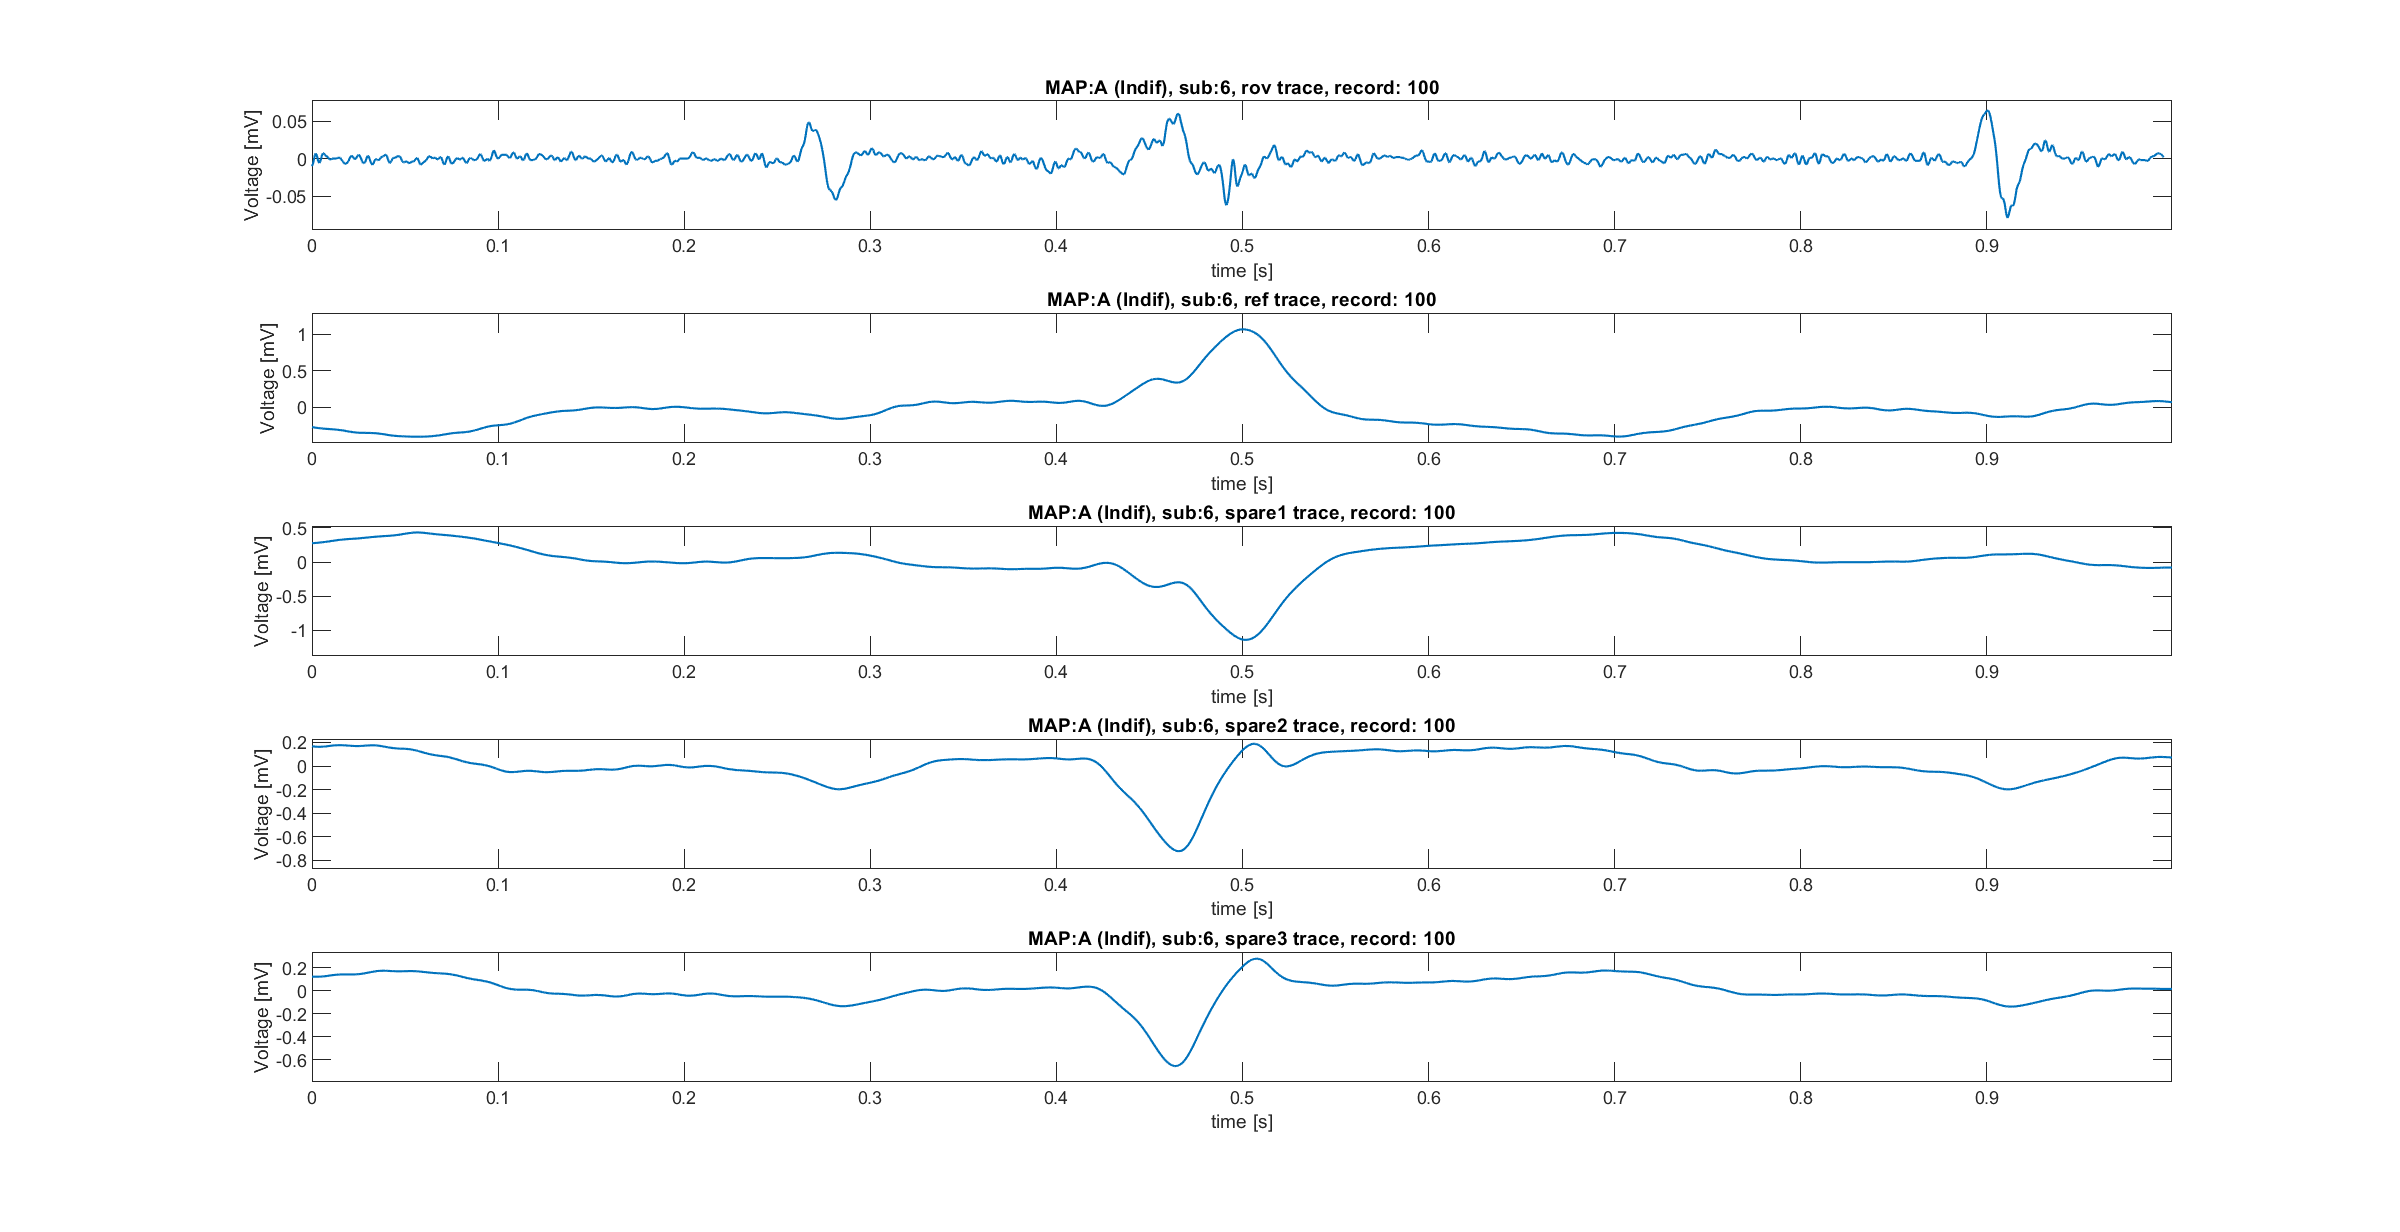 MAP:A (Indif), sub:6, rov trace, record: 100
Voltage [mV]
0.05
0
-0.05
0 0.1 0.2 0.3 0.4 0.5 0.6 0.7 0.8 0.9
time [s]
MAP:A (Indif), sub:6, ref trace, record: 100
Voltage [mV]
1
0.5
0
0 0.1 0.2 0.3 0.4 0.5 0.6 0.7 0.8 0.9
time [s]
MAP:A (Indif), sub:6, spare1 trace, record: 100
Voltage [mV]
0.5
0
-0.5
-1
0 0.1 0.2 0.3 0.4 0.5 0.6 0.7 0.8 0.9
time [s]
MAP:A (Indif), sub:6, spare2 trace, record: 100
Voltage [mV]
0.2
0
-0.2
-0.4
-0.6
-0.8
0 0.1 0.2 0.3 0.4 0.5 0.6 0.7 0.8 0.9
time [s]
MAP:A (Indif), sub:6, spare3 trace, record: 100
Voltage [mV]
0.2
0
-0.2
-0.4
-0.6
0 0.1 0.2 0.3 0.4 0.5 0.6 0.7 0.8 0.9
time [s]